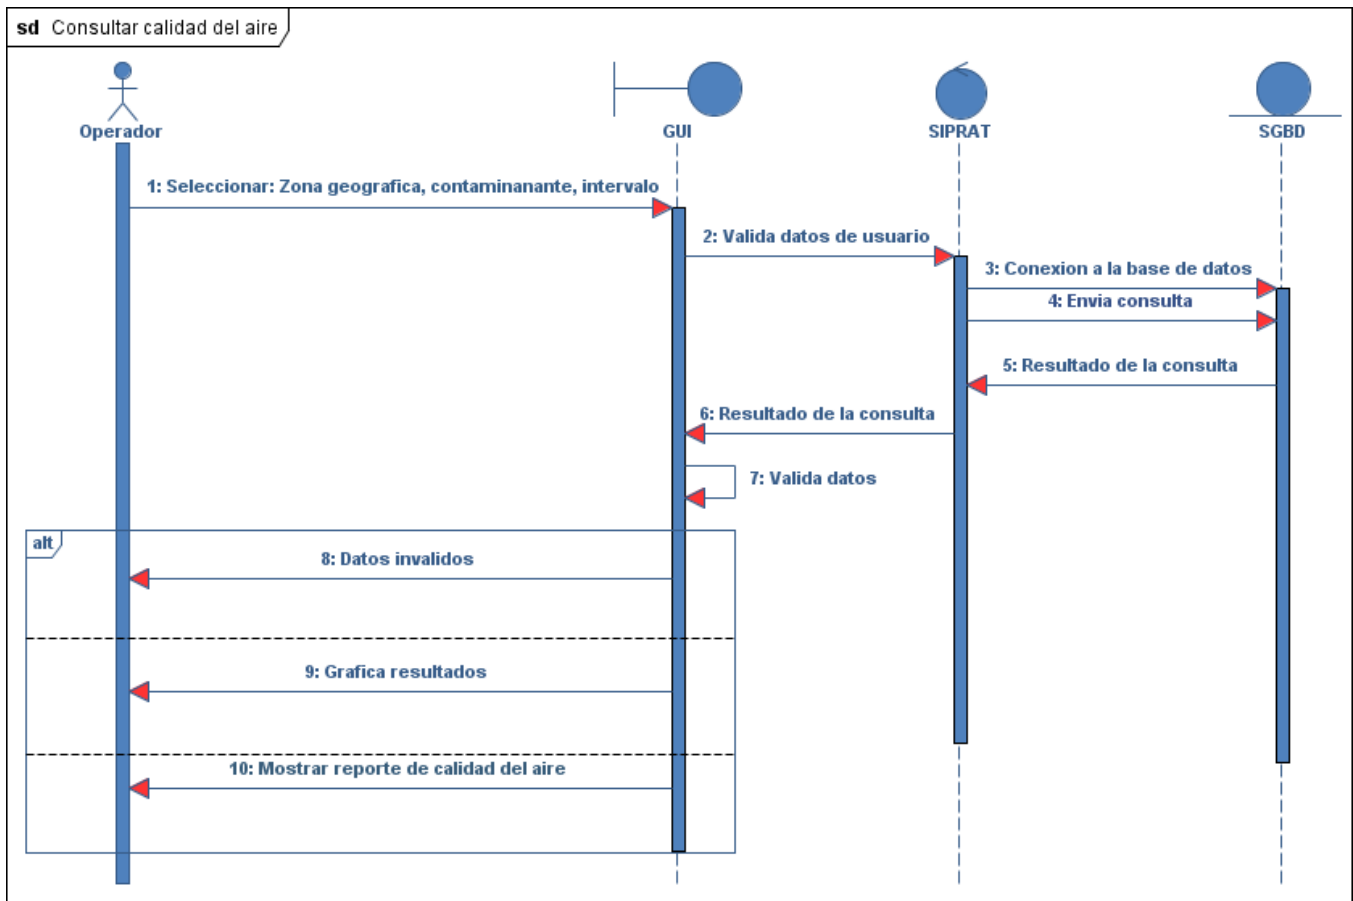 sd Consultar calidad del aire
Operador
GUI
SIPRAT
SGBD
1: Seleccionar: Zona geografica, contaminanante, intervalo
2: Valida datos de usuario
3: Conexion a la base de datos
4: Envia consulta
5: Resultado de la consulta
6: Resultado de la consulta
7: Valida datos
alt
8: Datos invalidos
9: Grafica resultados
10: Mostrar reporte de calidad del aire